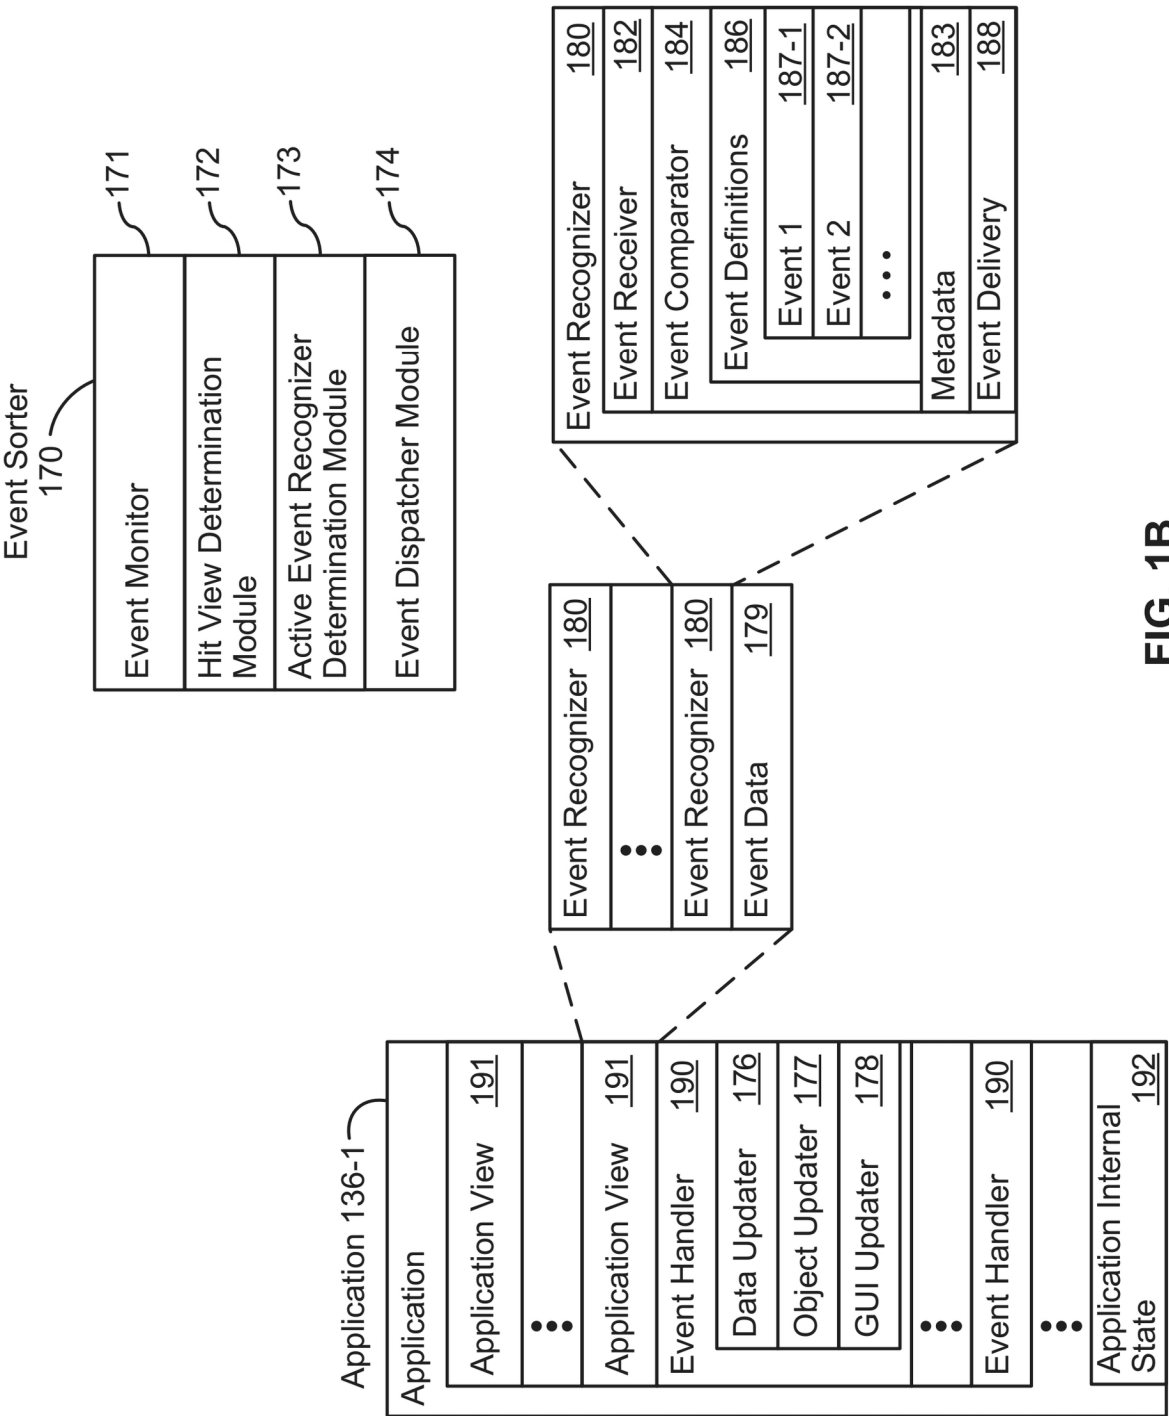 Event Sorter
170
Event Monitor
171
Hit View Determination
Module
172
Active Event Recognizer
Determination Module
173
Event Dispatcher Module
174
Application 136-1
Application
Application View 191
•••
Application View 191
Event Handler 190
Data Updater 176
Object Updater 177
GUI Updater 178
•••
Event Handler 190
•••
Application Internal
State 192
Event Recognizer 180
•••
Event Recognizer 180
Event Data 179
Event Recognizer 180
Event Receiver 182
Event Comparator 184
Event Definitions 186
Event 1 187-1
Event 2 187-2
•••
Metadata 183
Event Delivery 188
FIG. 1B